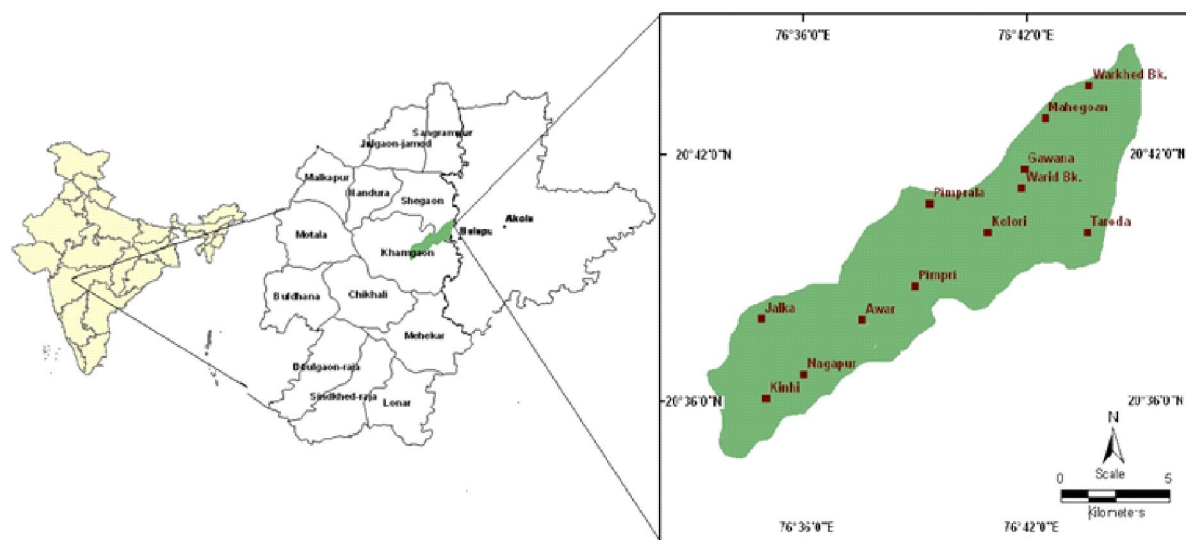 Sangrampur
Jalgaon-jamod
Malkapur
Nandura
Shegaon
Motala
Akola
Khamgaon
Buldhana
Chikhali
Mehekar
Sindkhed-raja
Lonar
76°36'0"E
76°42'0"E
Warkhed Bk.
Mahegoan
20°42'0"N
20°42'0"N
Gawana
Warid Bk.
Pimprala
Kolori
Taroda
Pimpri
Jalka
Awar
Nagapur
Kinhi
20°36'0"N
20°36'0"N
N
Scale
0
5
Kilometers
76°36'0"E
76°42'0"E